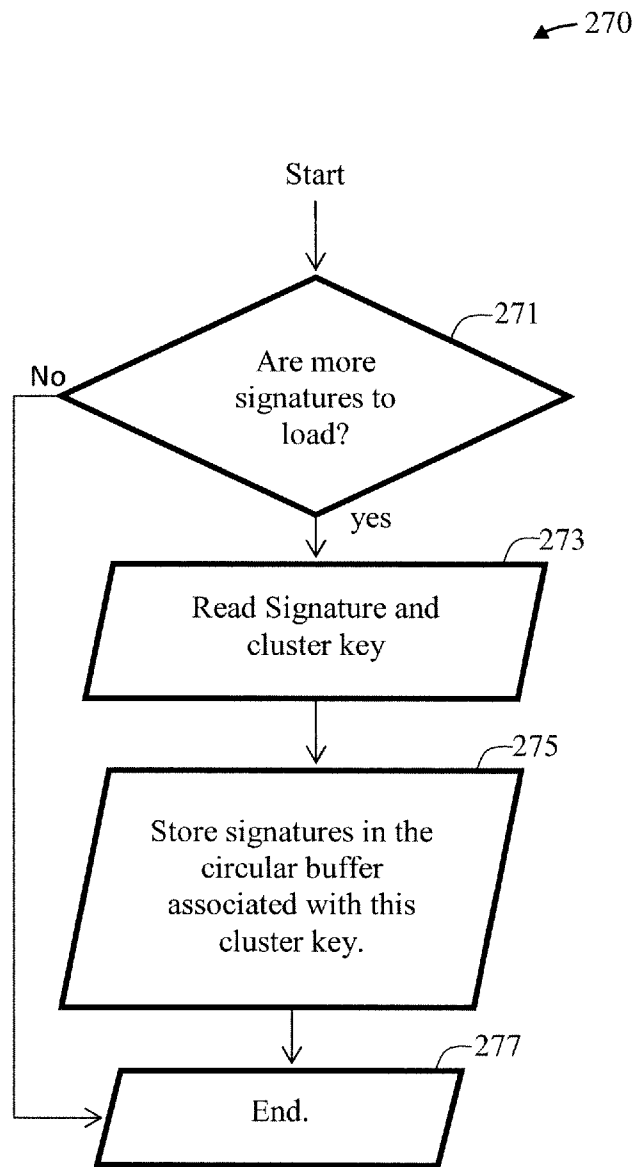 270
Start
271
Are more
signatures to
load?
No
yes
273
Read Signature and
cluster key
275
Store signatures in the
circular buffer
associated with this
cluster key.
277
End.